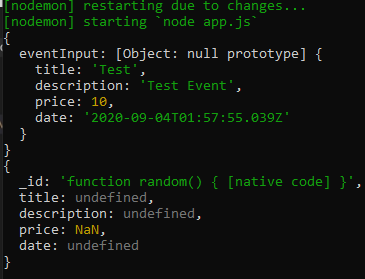 [nodemon] restarting due to changes...
[nodemon] starting `node app.js`
{
  eventInput: [Object: null prototype] {
    title: 'Test',
    description: 'Test Event',
    price: 10,
    date: '2020-09-04T01:57:55.039Z'
  }
}
{
  _id: 'function random() { [native code] }',
  title: undefined,
  description: undefined,
  price: NaN,
  date: undefined
}